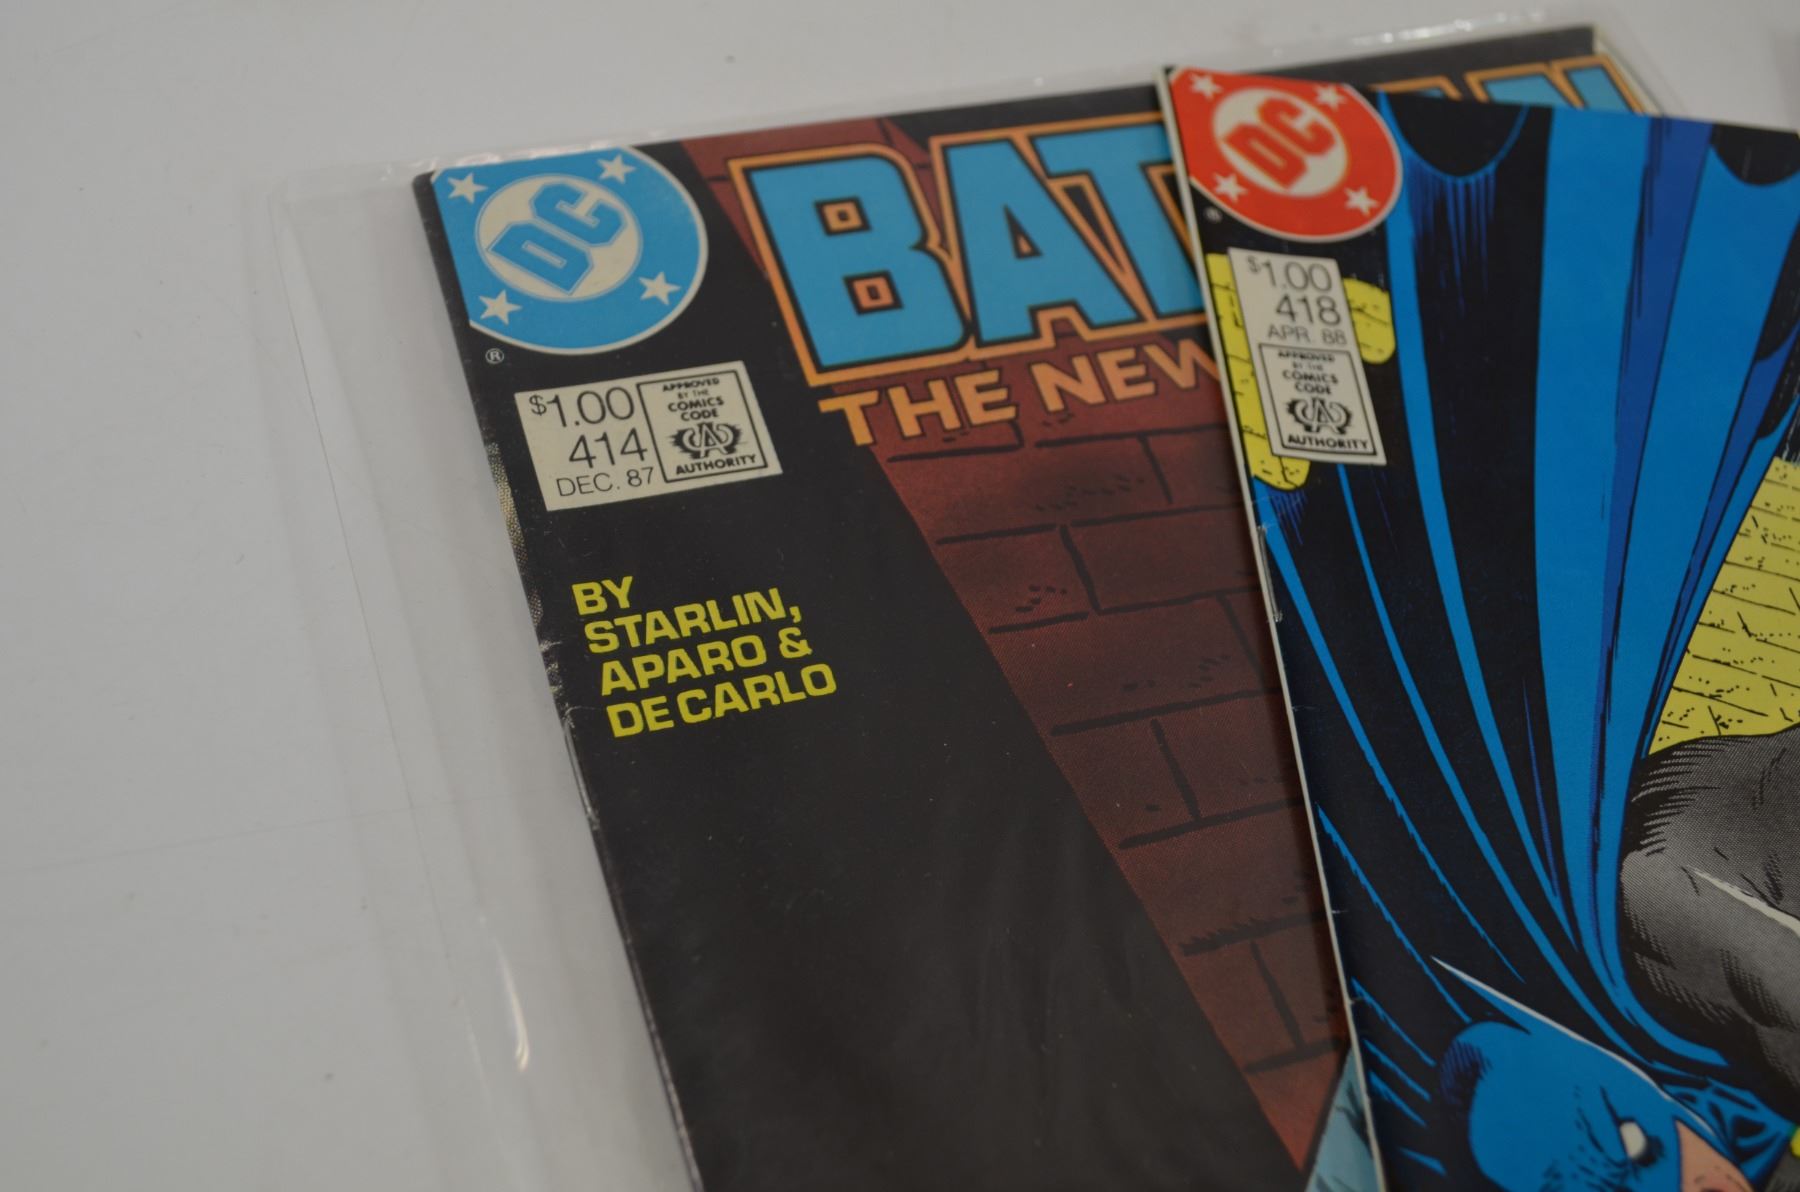 DC
®
$1.00
414
DEC. 87
APPROVED
BY THE
COMICS
CODE
AUTHORITY
BATMAN
THE NEW
BY
STARLIN,
APARO &
DE CARLO
DC
®
$1.00
418
APR. 88
APPROVED
BY THE
COMICS
CODE
AUTHORITY